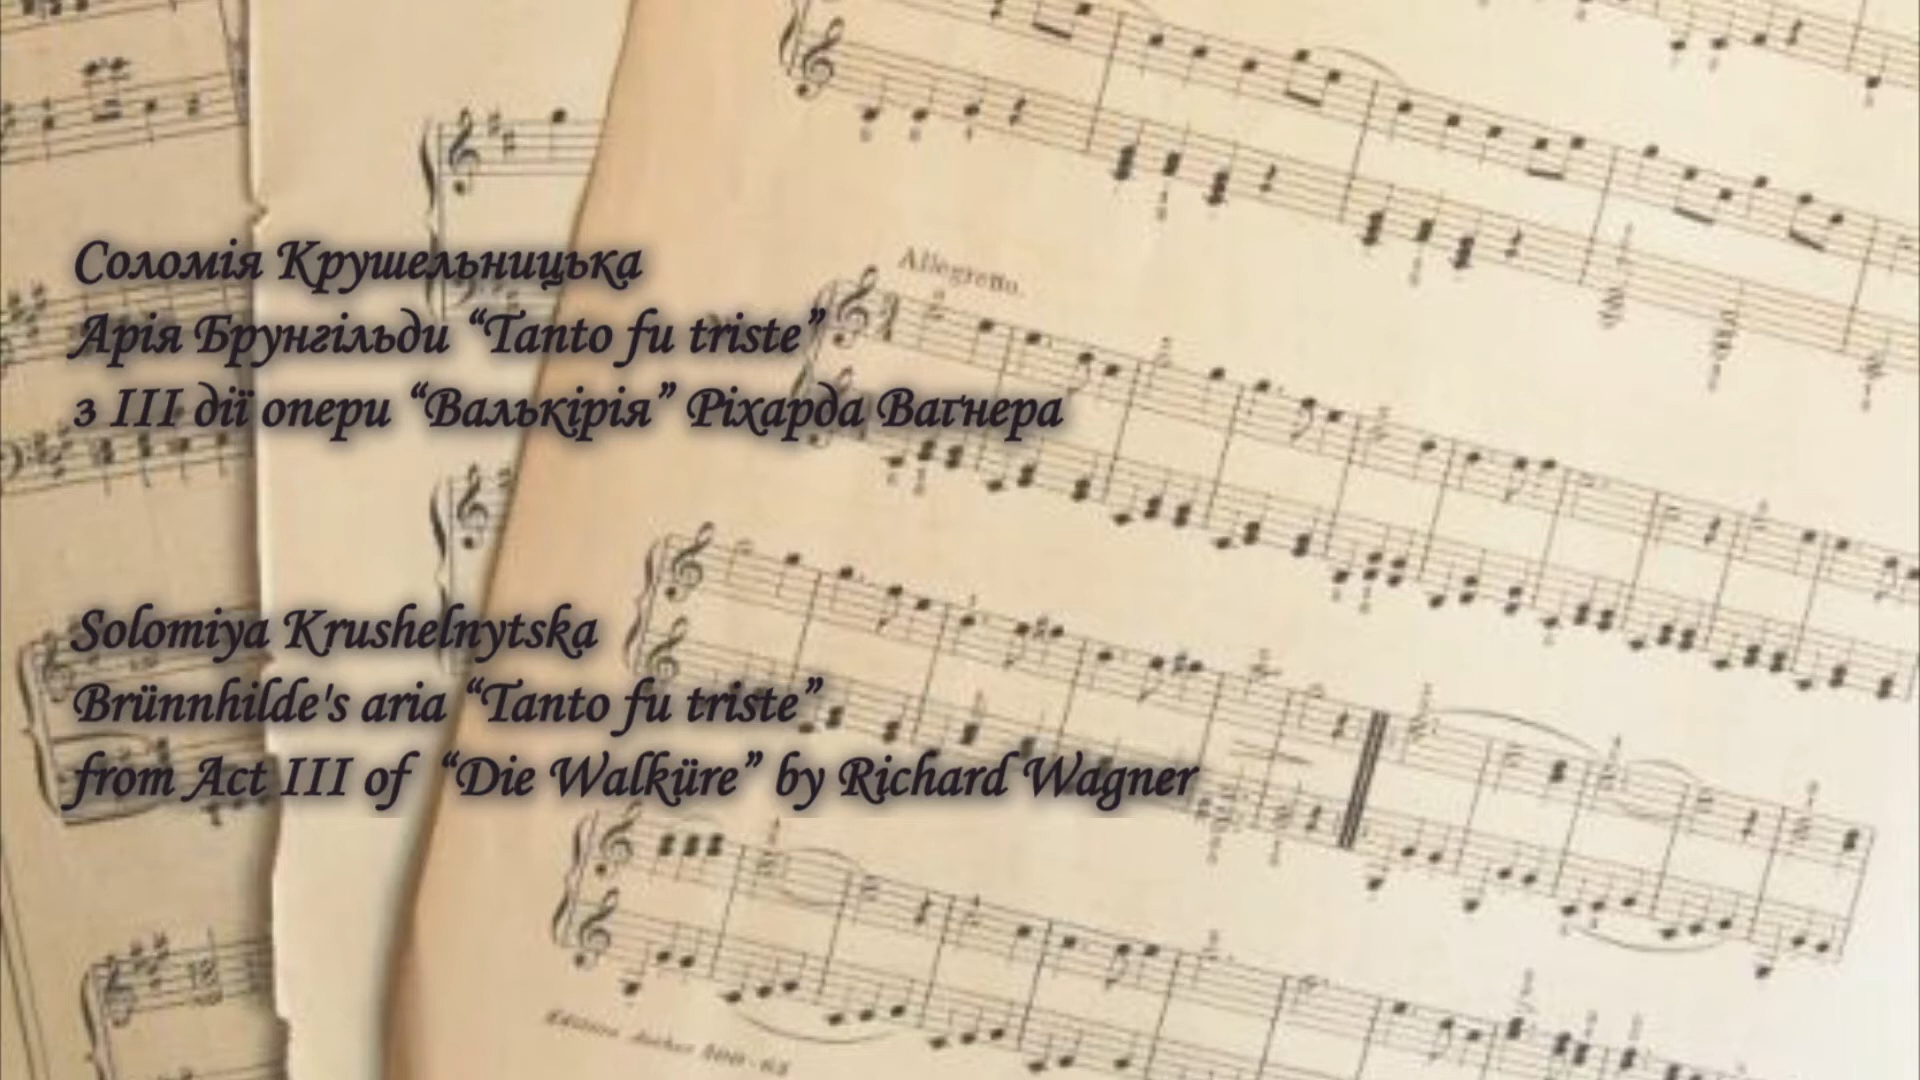 Соломія Крушельницька
Арія Брунгільди “Tanto fu triste”
з III дії опери “Валькірія” Ріхарда Ваґнера
Allegretto.
Solomiya Krushelnytska
Brünnhilde's aria “Tanto fu triste”
from Act III of “Die Walküre” by Richard Wagner